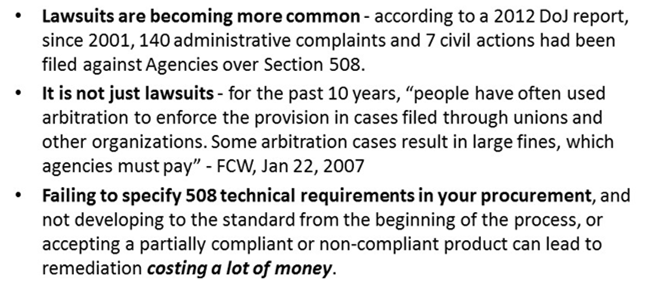 • Lawsuits are becoming more common - according to a 2012 DoJ report,
since 2001, 140 administrative complaints and 7 civil actions had been
filed against Agencies over Section 508.
• It is not just lawsuits - for the past 10 years, “people have often used
arbitration to enforce the provision in cases filed through unions and
other organizations. Some arbitration cases result in large fines, which
agencies must pay” - FCW, Jan 22, 2007
• Failing to specify 508 technical requirements in your procurement, and
not developing to the standard from the beginning of the process, or
accepting a partially compliant or non-compliant product can lead to
remediation costing a lot of money.